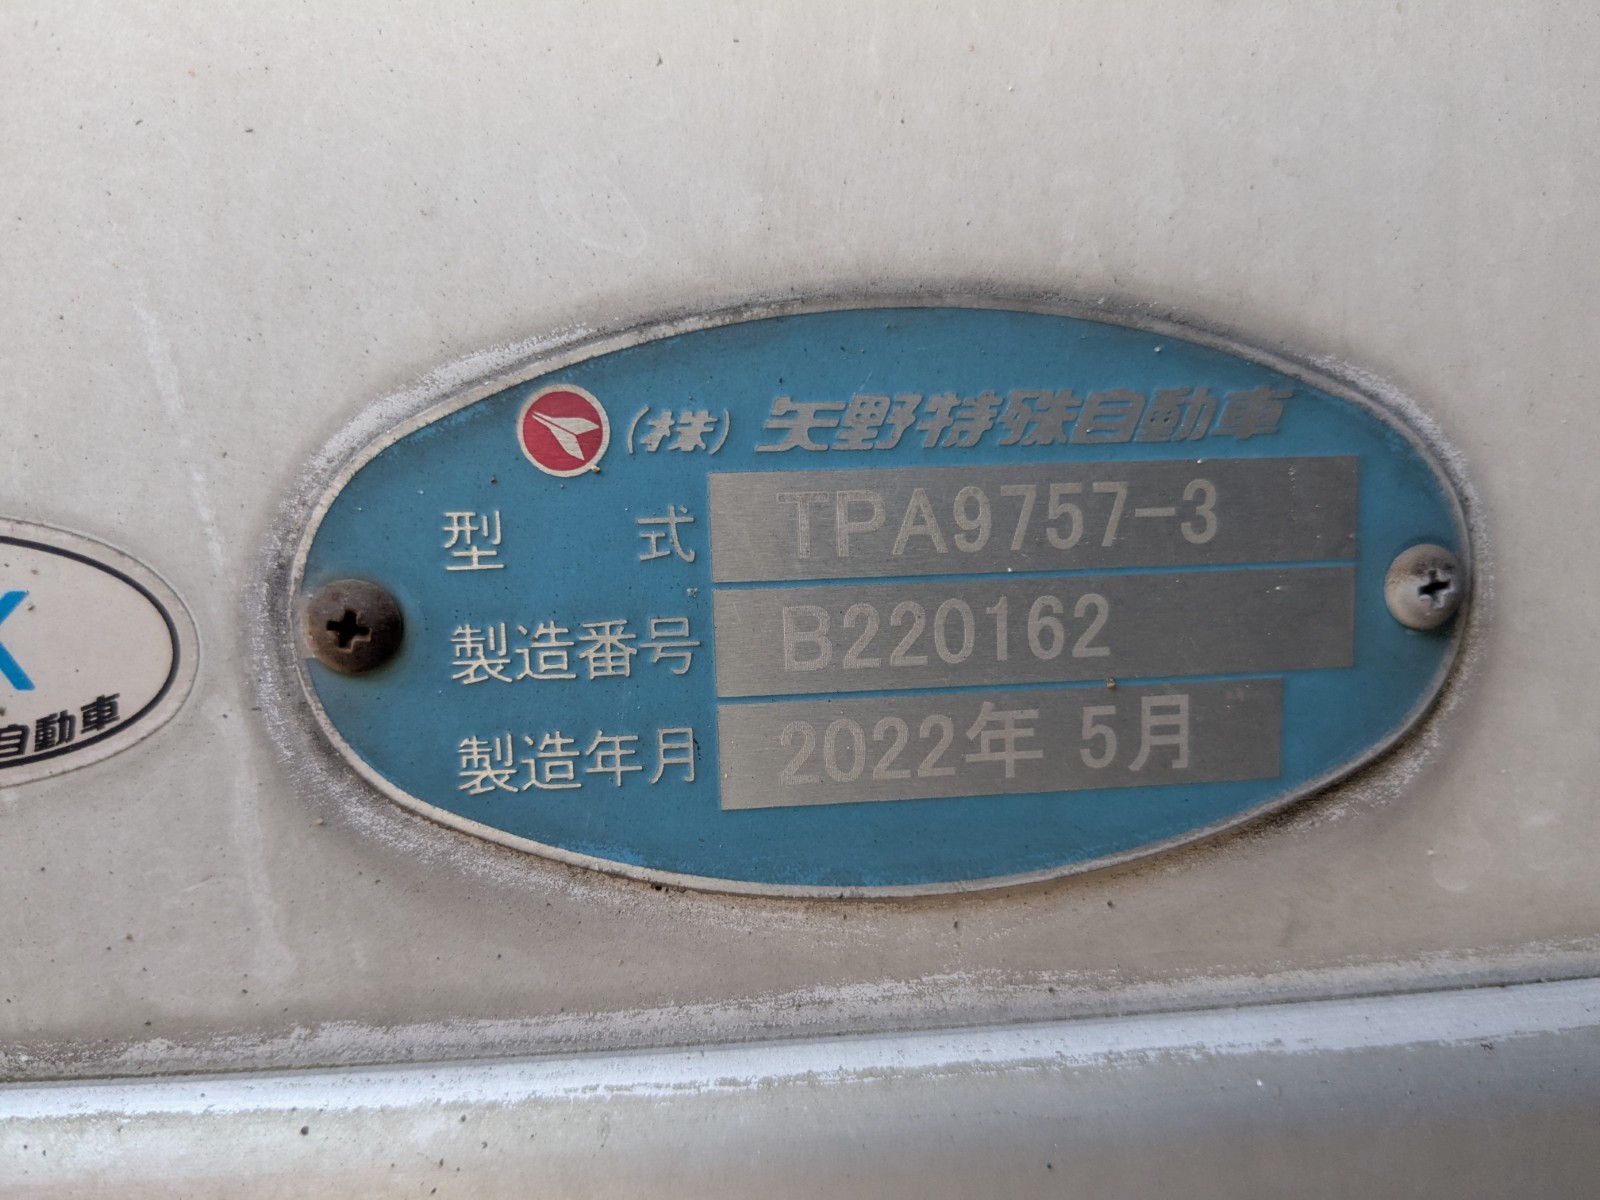 (株) 矢野特殊自動車
型 式 TPA9757-3
製造番号 B220162
製造年月 2022年 5月
自動車